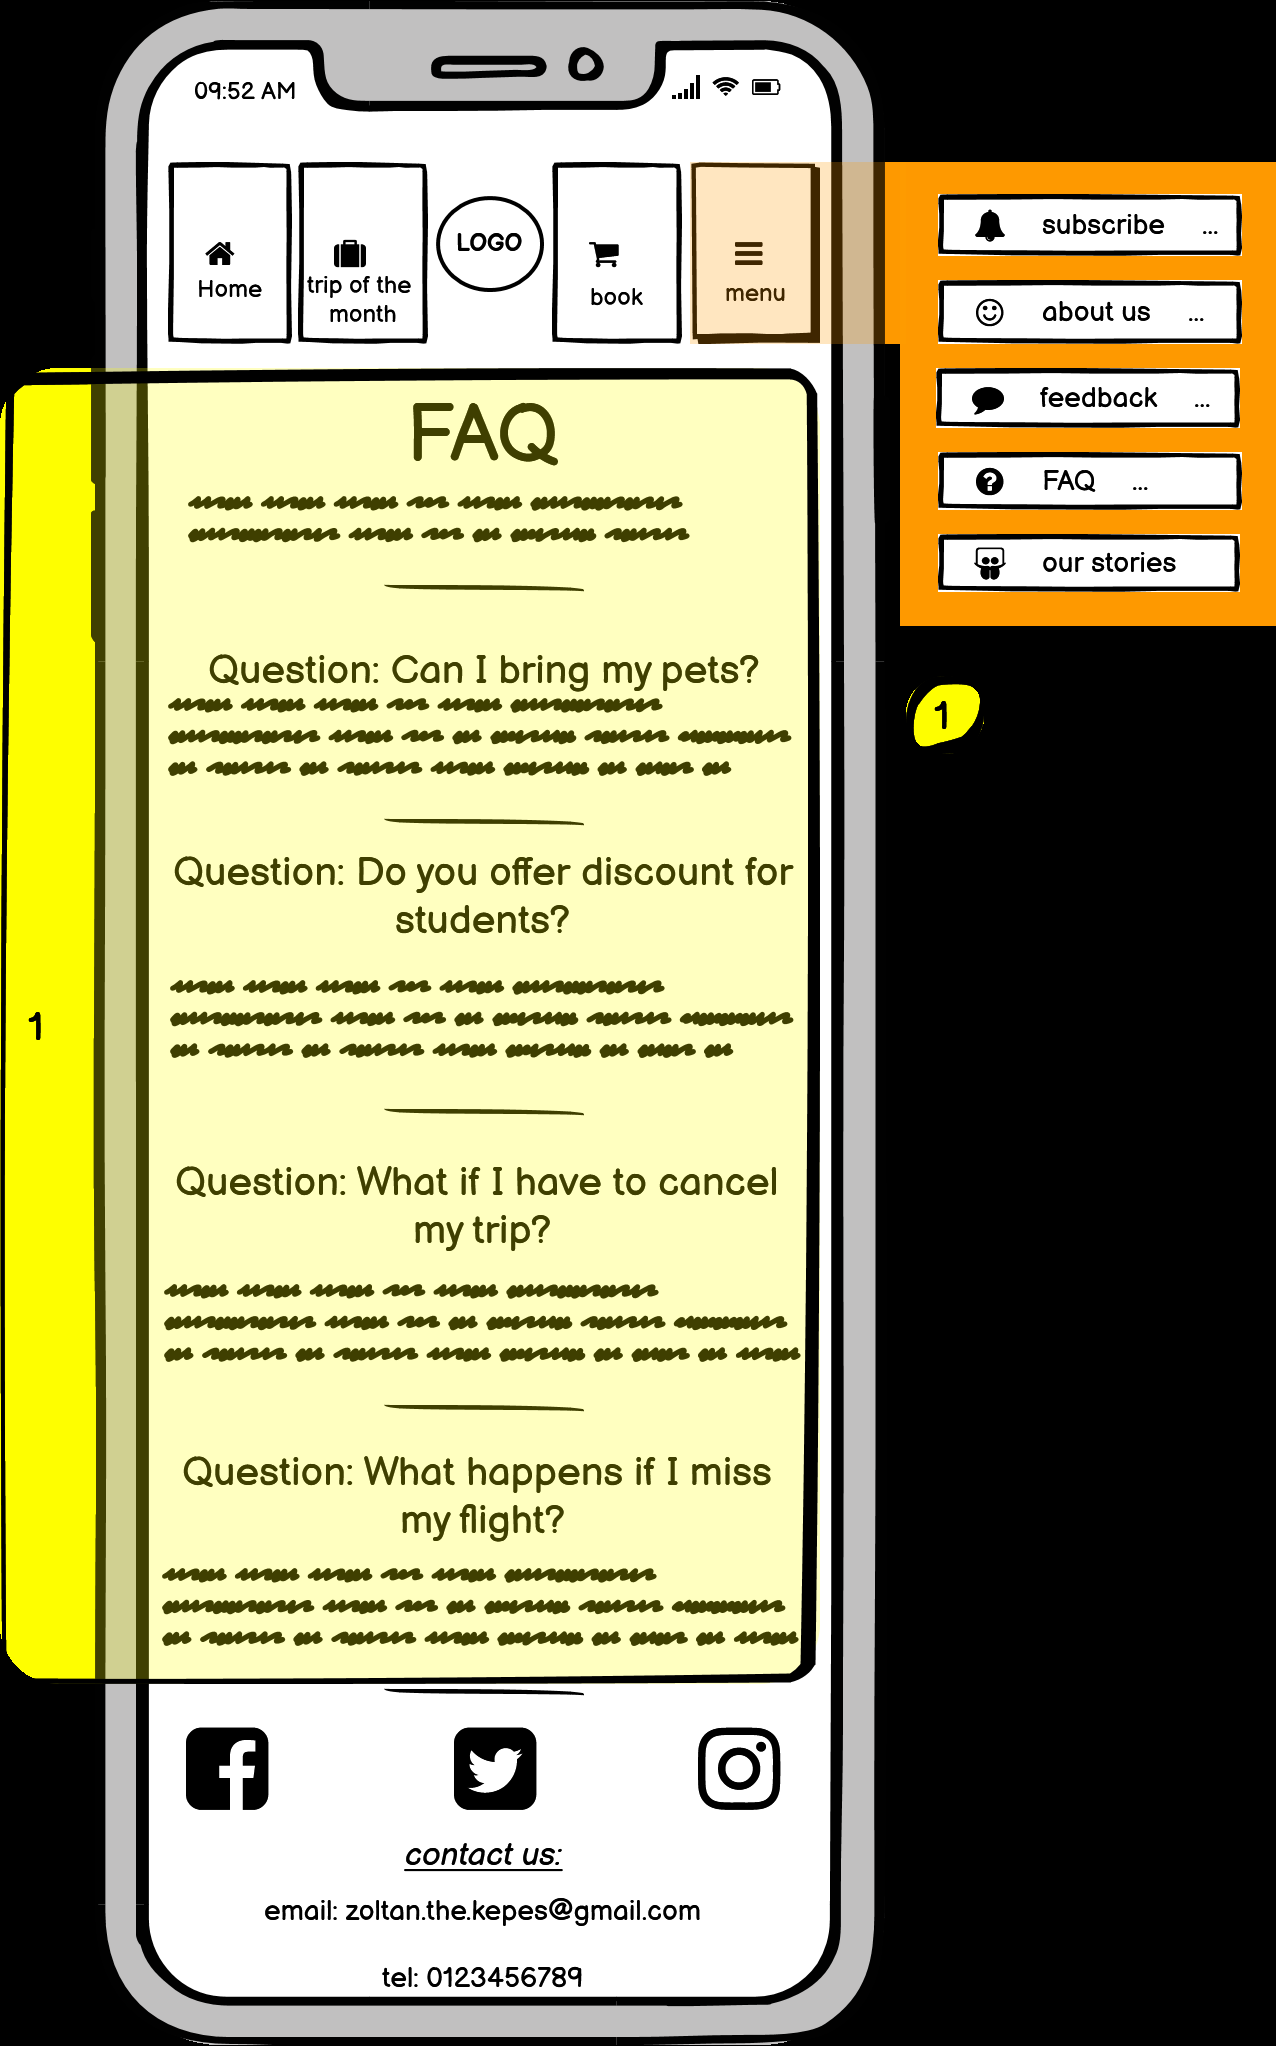 09:52 AM
Home
trip of the
month
LOGO
book
menu
subscribe ...
about us ...
feedback ...
FAQ ...
our stories
1
1
FAQ
Question: Can I bring my pets?
Question: Do you offer discount for
students?
Question: What if I have to cancel
my trip?
Question: What happens if I miss
my flight?
contact us:
email: zoltan.the.kepes@gmail.com
tel: 0123456789